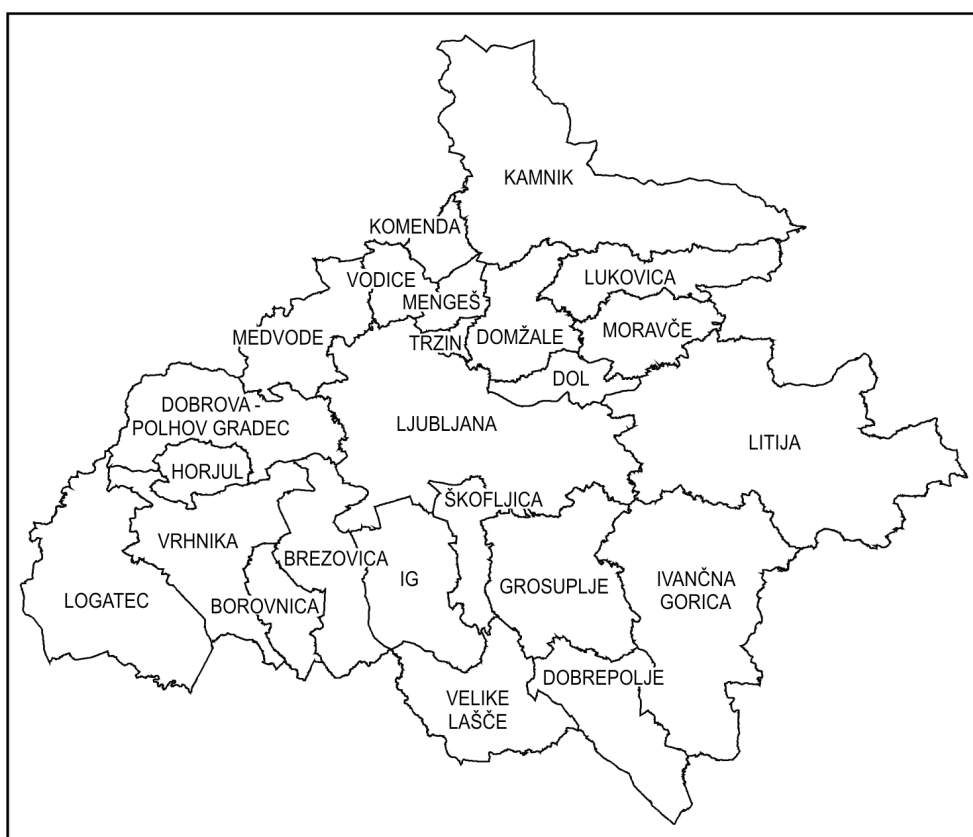 KAMNIK
KOMENDA
VODICE
LUKOVICA
MENGEŠ
MORAVČE
MEDVODE
TRZIN
DOMŽALE
DOL
DOBROVA -
POLHOV GRADEC
LJUBLJANA
LITIJA
HORJUL
ŠKOFLJICA
VRHNIKA
BREZOVICA
IG
GROSUPLJE
IVANČNA
GORICA
LOGATEC
BOROVNICA
DOBREPOLJE
VELIKE
LAŠČE